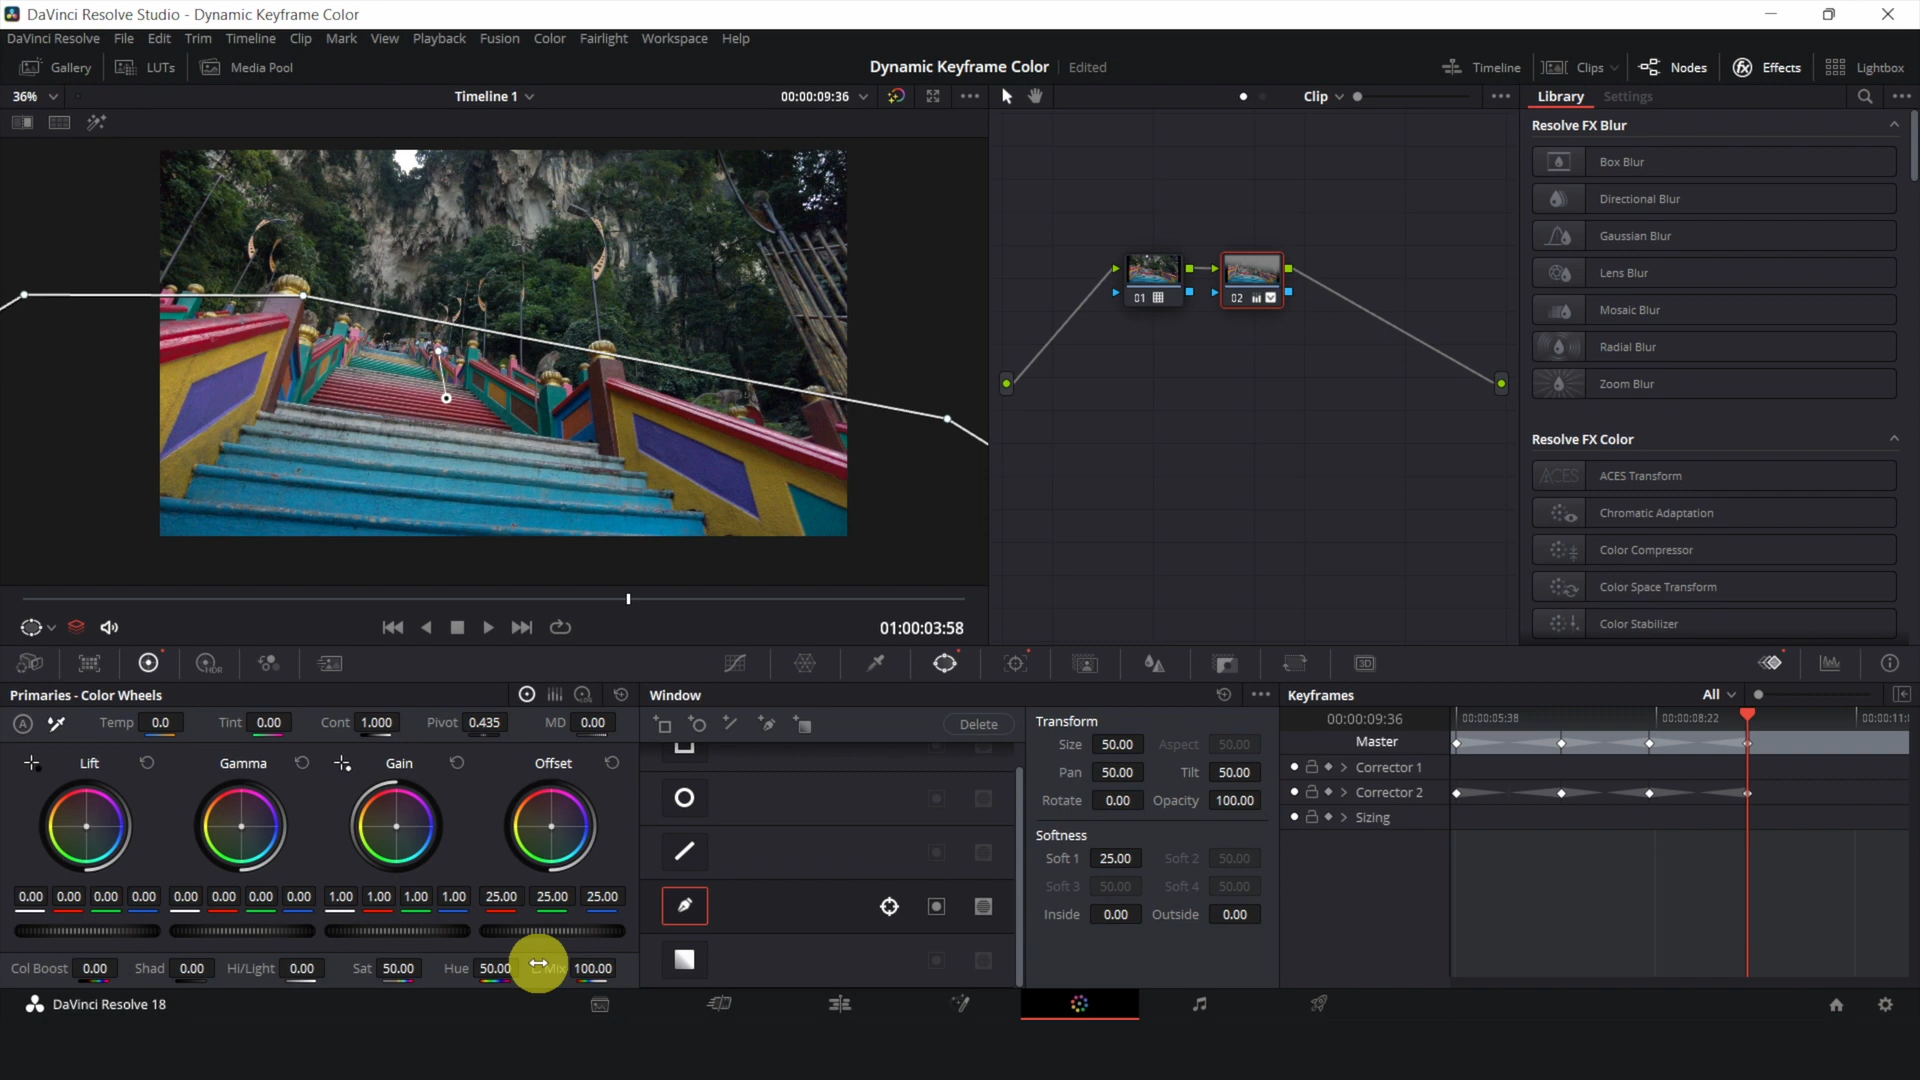 DaVinci Resolve Studio - Dynamic Keyframe Color
DaVinci Resolve File Edit Trim Timeline Clip Mark View Playback Fusion Color Fairlight Workspace Help
Gallery LUTs Media Pool Dynamic Keyframe Color Edited Timeline Clips Nodes Effects Lightbox
36% Timeline 1 00:00:09:36 Clip Library Settings
Resolve FX Blur
Box Blur
Directional Blur
Gaussian Blur
Lens Blur
01 02
Mosaic Blur
Radial Blur
Zoom Blur
Resolve FX Color
ACES ACES Transform
Chromatic Adaptation
Color Compressor
Color Space Transform
Color Stabilizer
01:00:03:58
HDR 3D
Primaries - Color Wheels Window Keyframes All
A Temp 0.0 Tint 0.00 Cont 1.000 Pivot 0.435 MD 0.00 Delete Transform 00:00:09:36 00:00:05:38 00:00:08:22 00:00:11:
Size 50.00 Aspect 50.00 Master
Lift Gamma Gain Offset Pan 50.00 Tilt 50.00 Corrector 1
Rotate 0.00 Opacity 100.00 Corrector 2
Sizing
Softness
Soft 1 25.00 Soft 2 50.00
Soft 3 50.00 Soft 4 50.00
0.00 0.00 0.00 0.00 0.00 0.00 0.00 0.00 1.00 1.00 1.00 1.00 25.00 25.00 25.00
Inside 0.00 Outside 0.00
Col Boost 0.00 Shad 0.00 Hi/Light 0.00 Sat 50.00 Hue 50.00 Mix 100.00
DaVinci Resolve 18